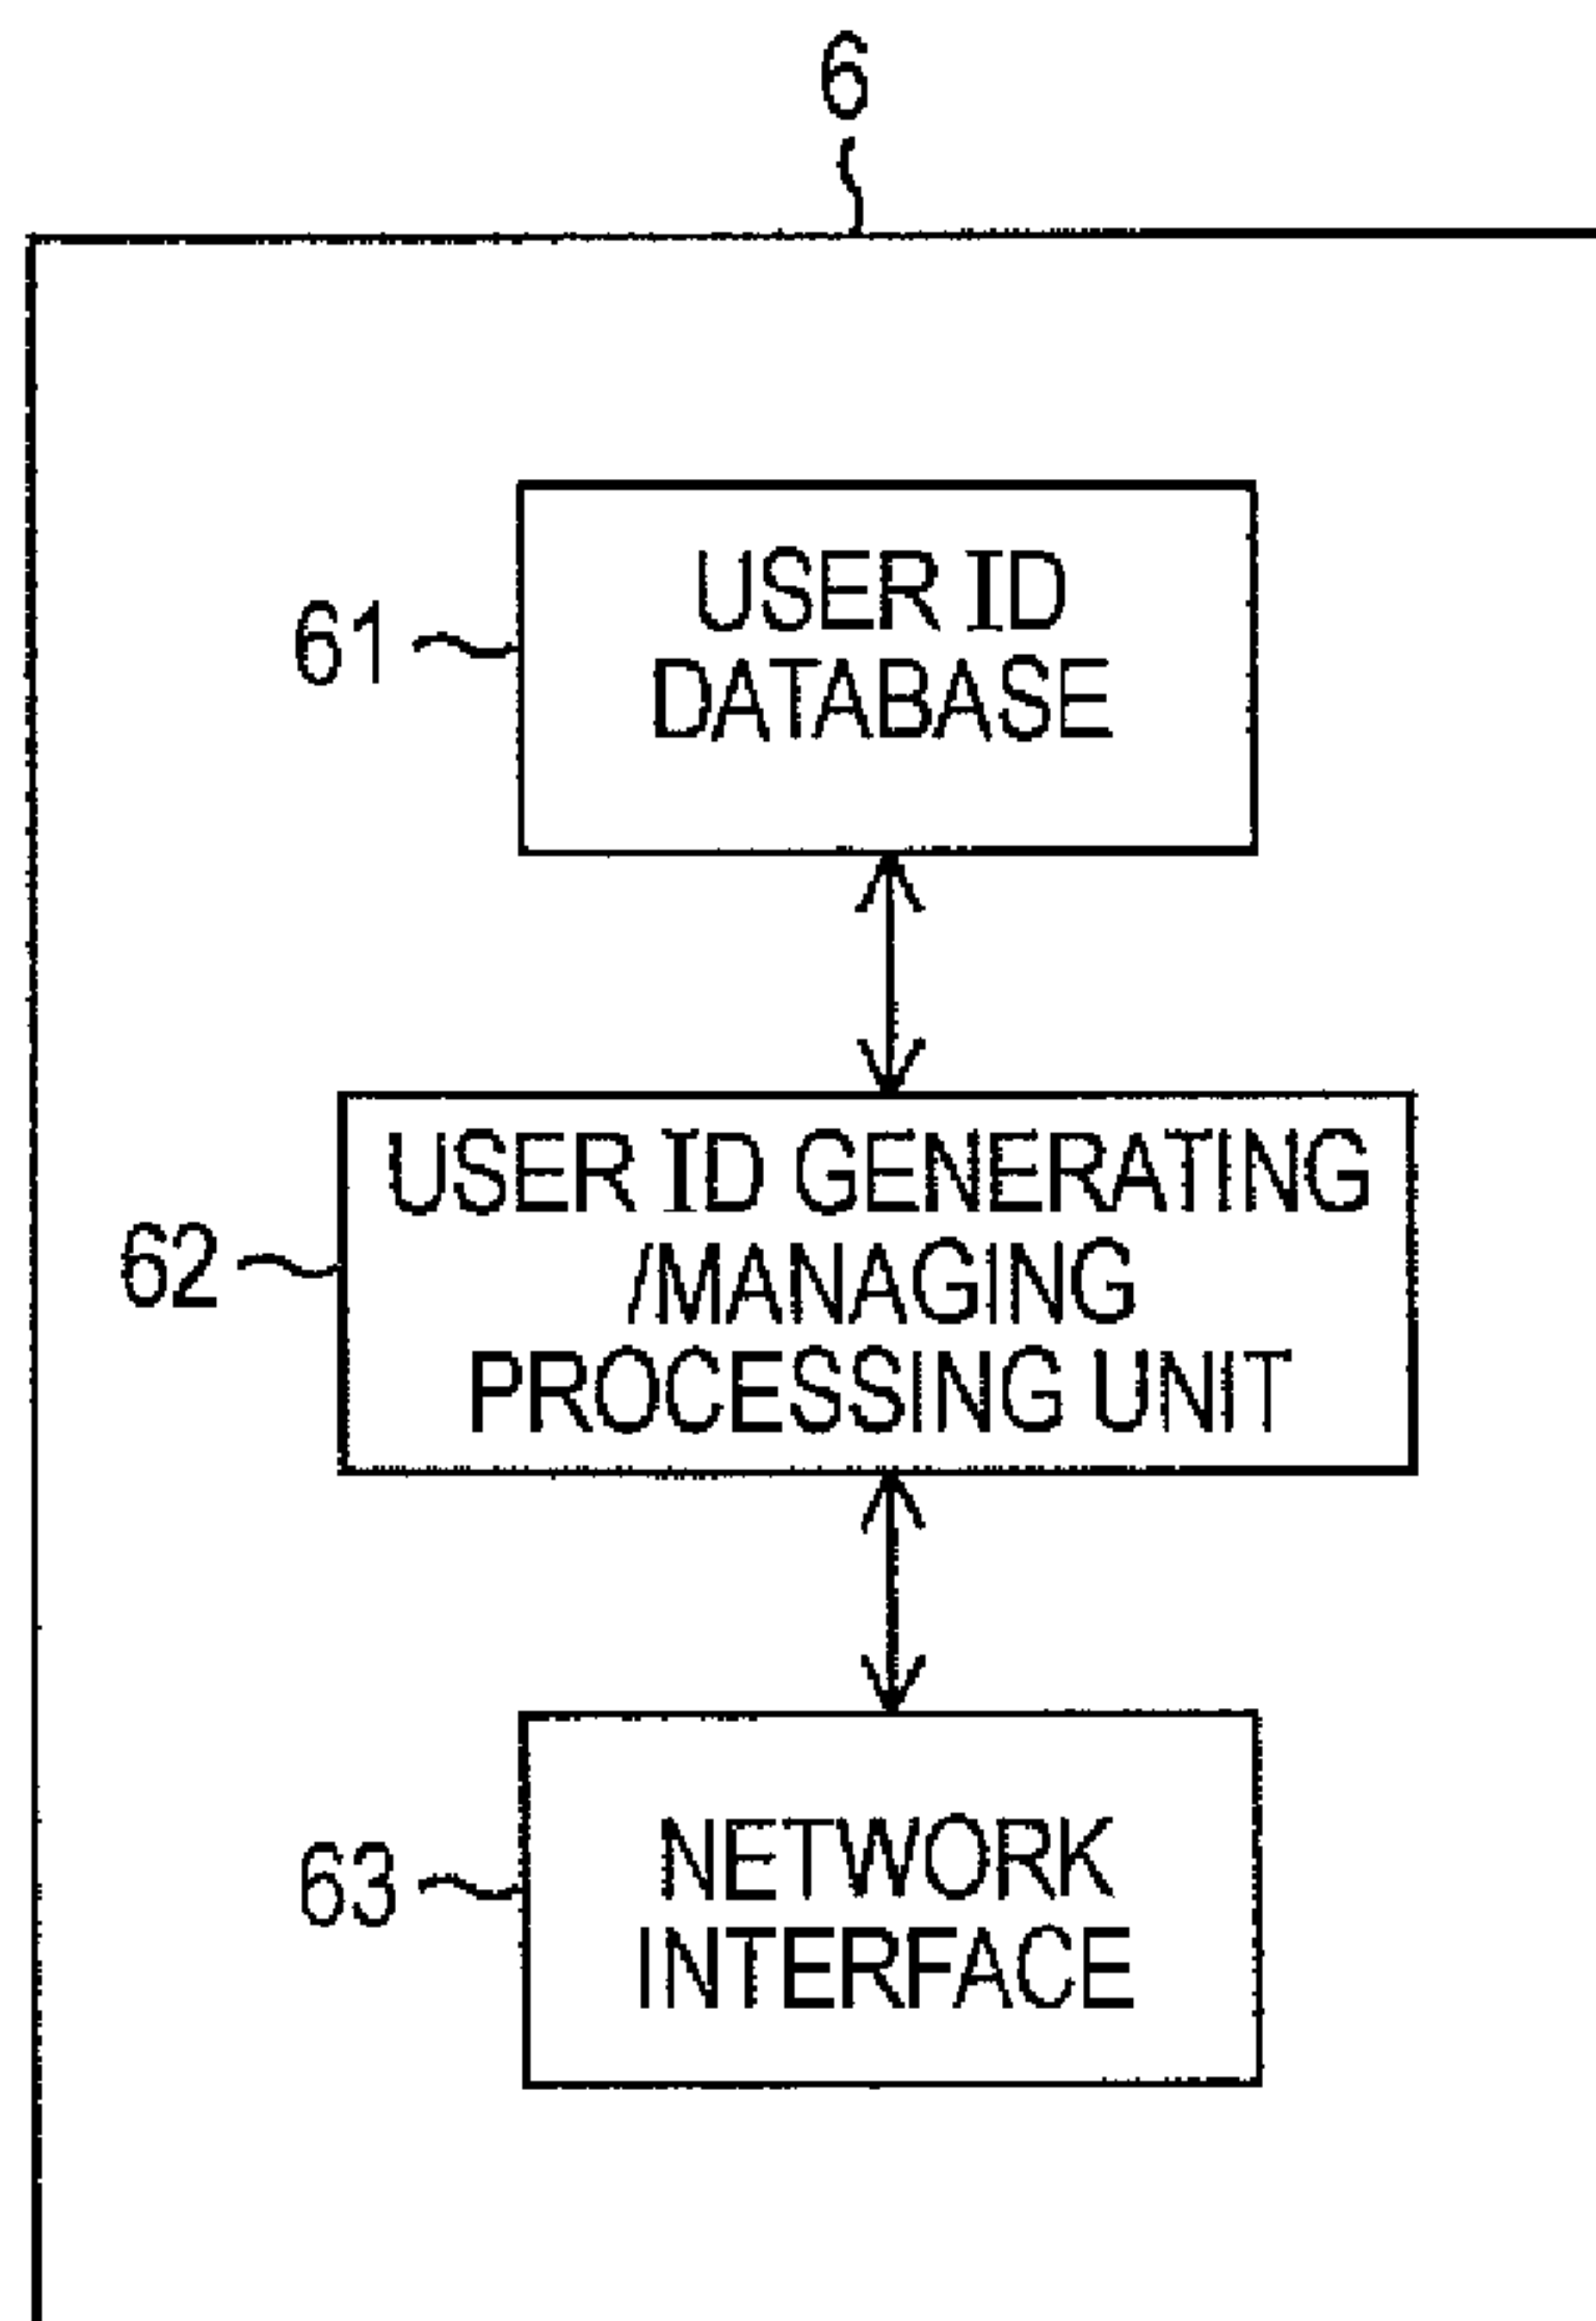 6
61
USER ID
DATABASE
62
USER ID GENERATING
/MANAGING
PROCESSING UNIT
63
NETWORK
INTERFACE